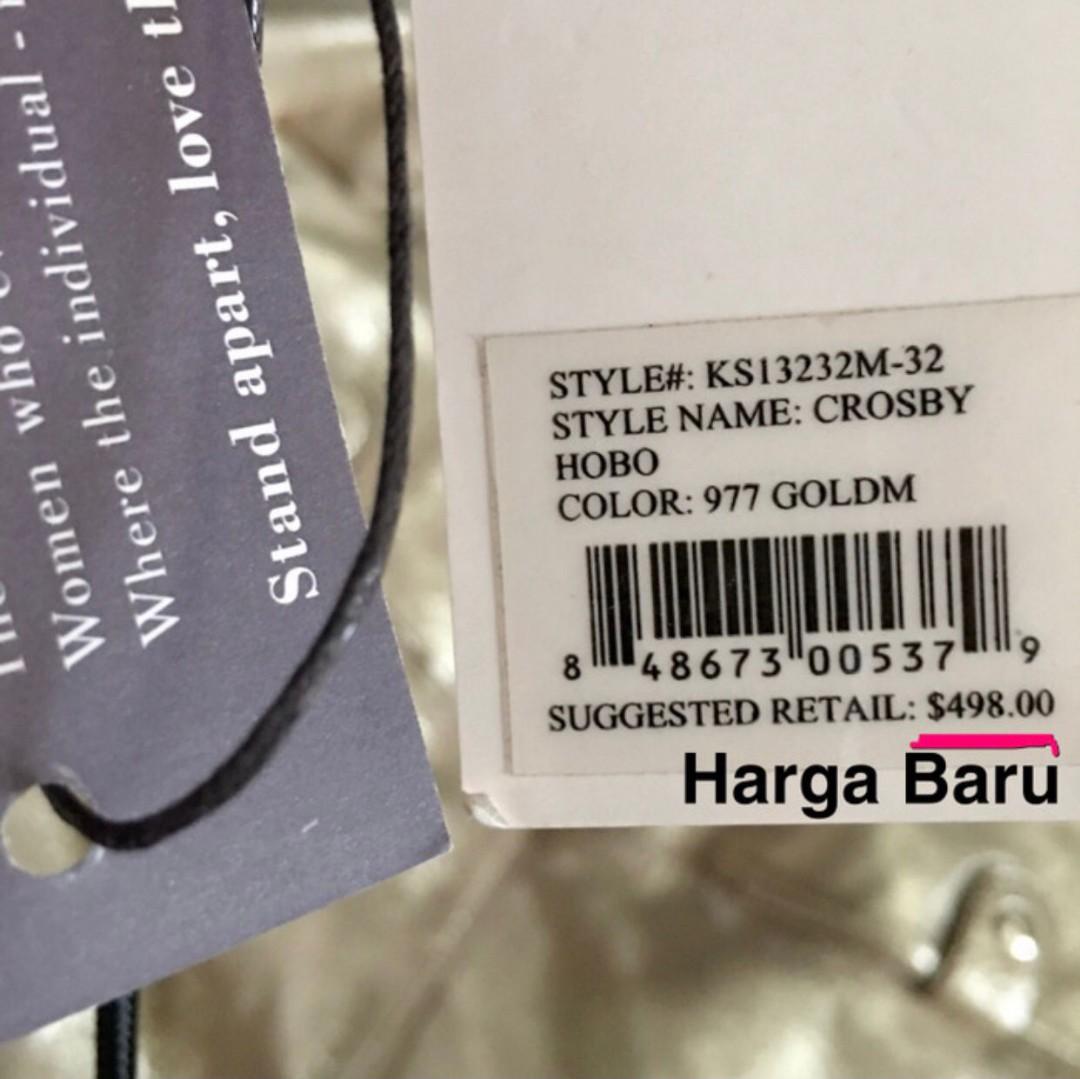 Women who
Where the individual -
Stand apart, love
STYLE#: KS13232M-32
STYLE NAME: CROSBY
HOBO
COLOR: 977 GOLDM
8 48673 00537 9
SUGGESTED RETAIL: $498.00
Harga Baru